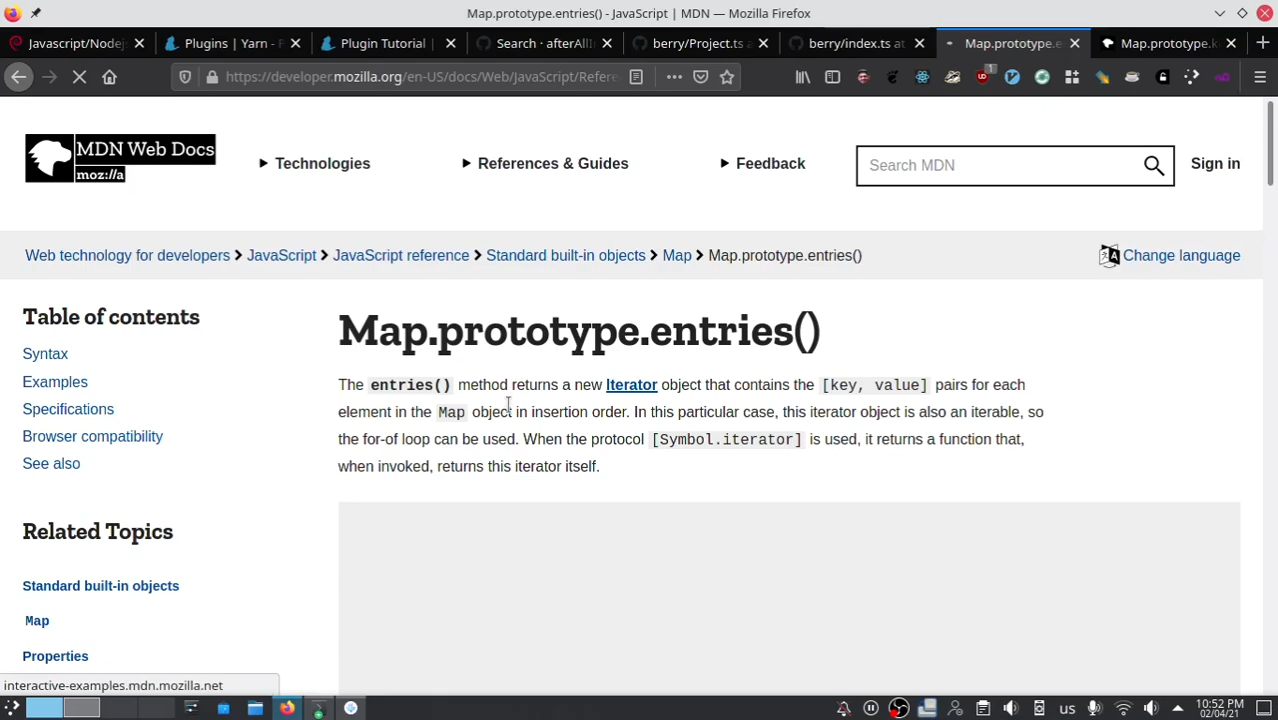 Map.prototype.entries() - JavaScript | MDN — Mozilla Firefox
Javascript/Nodej
Plugins | Yarn - P
Plugin Tutorial |
Search · afterAllI
berry/Project.ts a
berry/index.ts at
Map.prototype.e
Map.prototype.k
https://developer.mozilla.org/en-US/docs/Web/JavaScript/Refere
1
MDN Web Docs
moz://a
Technologies
References & Guides
Feedback
Search MDN
Sign in
Web technology for developers > JavaScript > JavaScript reference > Standard built-in objects > Map > Map.prototype.entries()
Change language
Table of contents
Syntax
Examples
Specifications
Browser compatibility
See also
Related Topics
Standard built-in objects
Map
Properties
Map.prototype.entries()
The entries() method returns a new Iterator object that contains the [key, value] pairs for each
element in the Map object in insertion order. In this particular case, this iterator object is also an iterable, so
the for-of loop can be used. When the protocol [Symbol.iterator] is used, it returns a function that,
when invoked, returns this iterator itself.
interactive-examples.mdn.mozilla.net
us
10:52 PM
02/04/21